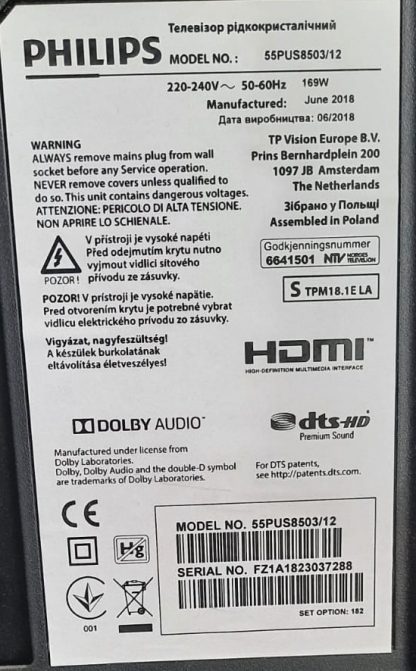 Телевізор рідкокристалічний
PHILIPS MODEL NO. : 55PUS8503/12
220-240V～ 50-60Hz 169W
Manufactured: June 2018
Дата виробництва: 06/2018
WARNING
ALWAYS remove mains plug from wall
socket before any Service operation.
NEVER remove covers unless qualified to
do so. This unit contains dangerous voltages.
ATTENZIONE: PERICOLO DI ALTA TENSIONE.
NON APRIRE LO SCHIENALE.
TP Vision Europe B.V.
Prins Bernhardplein 200
1097 JB Amsterdam
The Netherlands
Зібрано у Польщі
Assembled in Poland
V přístroji je vysoké napětí
Před odejmutím krytu nutno
vyjmout vidlici síťového
přívodu ze zásuvky.
POZOR !
Godkjenningsnummer
6641501 NTV NORGES TELEVISION
S TPM18.1E LA
POZOR! V prístroji je vysoké napätie.
Pred otvorením krytu je potrebné vybrat
vidlicu elektrického prívodu zo zásuvky.
Vigyázat, nagyfeszültség!
A készülek burkolatának
eltávolítása életveszélyes!
HDMI™
HIGH-DEFINITION MULTIMEDIA INTERFACE
DOLBY AUDIO™
dts-HD
Premium Sound
Manufactured under license from
Dolby Laboratories.
Dolby, Dolby Audio and the double-D symbol
are trademarks of Dolby Laboratories.
For DTS patents,
see http://patents.dts.com.
CE
Hg
001
MODEL NO. 55PUS8503/12
SERIAL NO. FZ1A1823037288
SET OPTION: 182